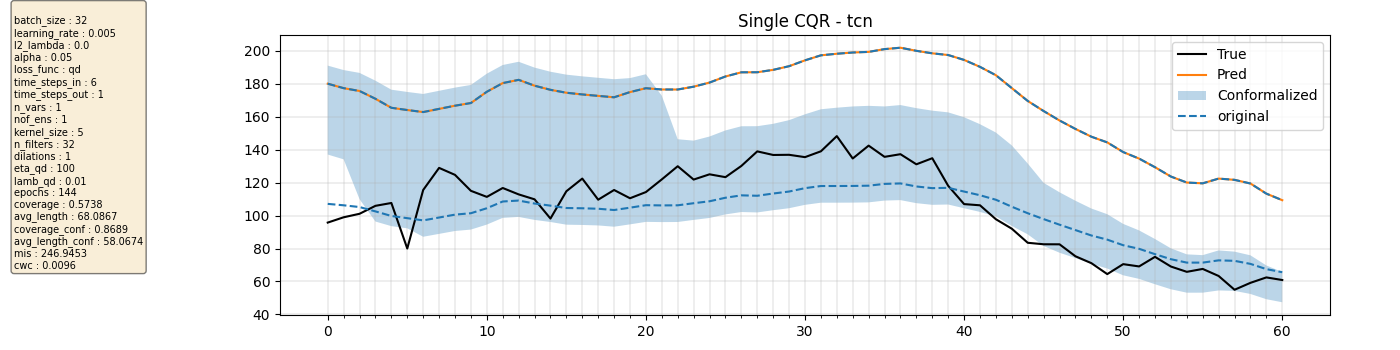 Single CQR - tcn
batch_size : 32
learning_rate : 0.005
l2_lambda : 0.0
alpha : 0.05
loss_func : qd
time_steps_in : 6
time_steps_out : 1
n_vars : 1
nof_ens : 1
kernel_size : 5
n_filters : 32
dilations : 1
eta_qd : 100
lamb_qd : 0.01
epochs : 144
coverage : 0.5738
avg_length : 68.0867
coverage_conf : 0.8689
avg_length_conf : 58.0674
mis : 246.9453
cwc : 0.0096
200
180
160
140
120
100
80
60
40
True
Pred
Conformalized
original
0 10 20 30 40 50 60